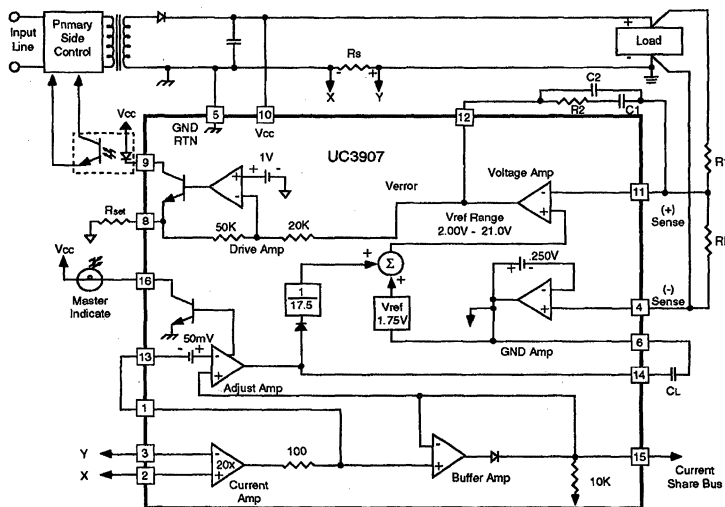 Input
Line
Pnmary
Side
Control
+
Load
-
Rs
- +
X Y
C2
R2 C1
5
GND
RTN
10
Vcc
12
Vcc
UC3907
9
1V
+ -
+
-
Verror
Voltage Amp
-
+
11
(+)
Sense
Rset
8
50K
20K
Drive Amp
Vref Range
2.00V - 21.0V
Vcc
16
Master
Indicate
+
Σ
+
.250V
+ -
-
+
(-)
Sense
4
1
17.5
Vref
1.75V
GND Amp
6
50mV
- +
13
-
+
Adjust Amp
14
CL
1
Y
3
X
2
-
+
20x
Current
Amp
100
-
+
Buffer Amp
15
10K
Current
Share Bus